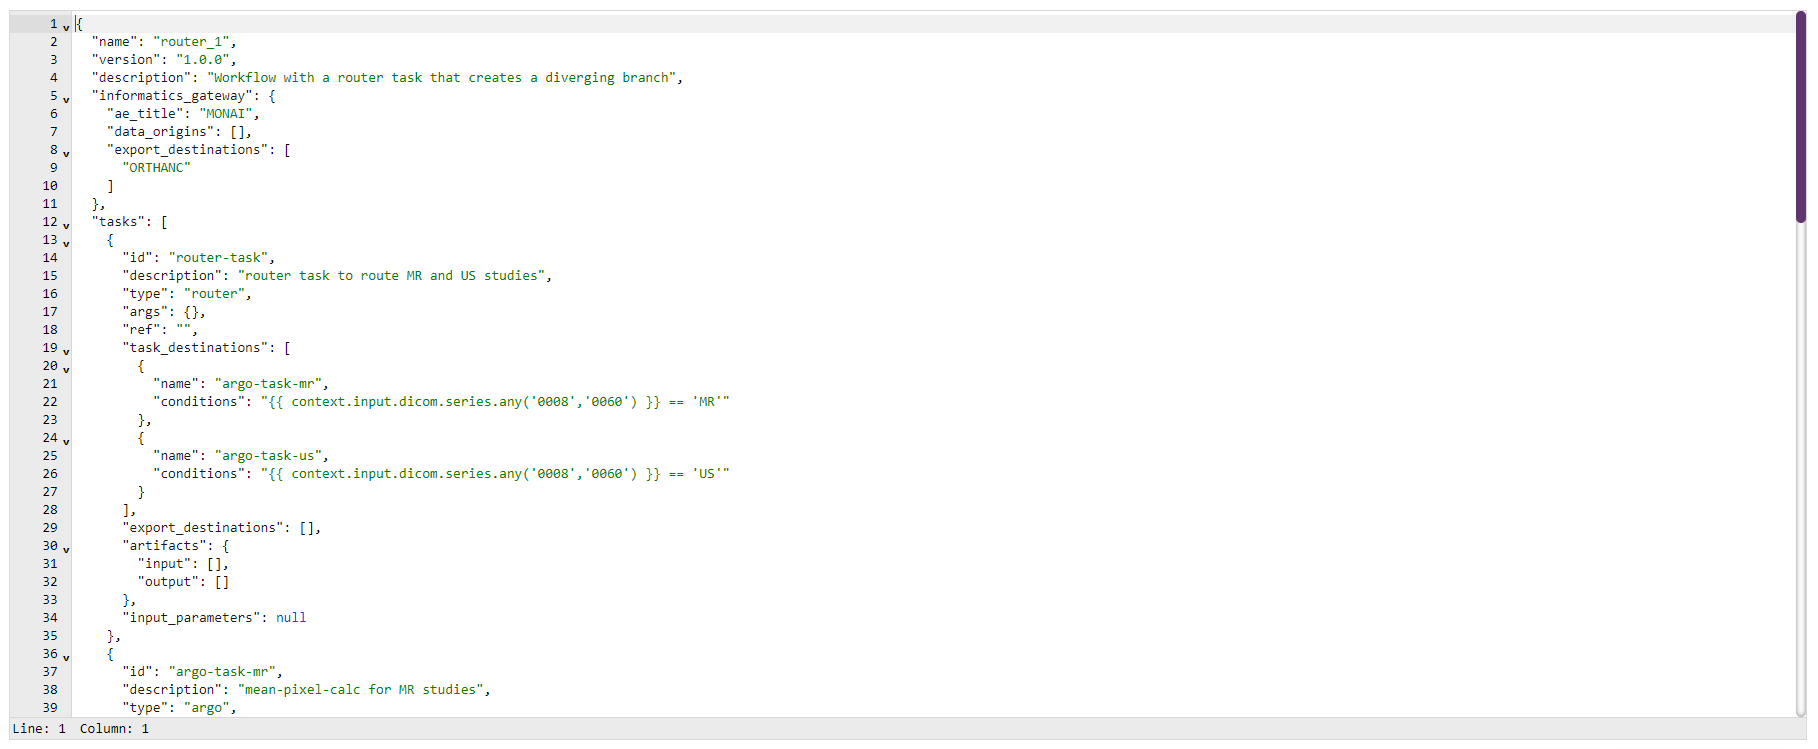 1 v {
2 "name": "router_1",
3 "version": "1.0.0",
4 "description": "Workflow with a router task that creates a diverging branch",
5 v "informatics_gateway": {
6 "ae_title": "MONAI",
7 "data_origins": [],
8 v "export_destinations": [
9 "ORTHANC"
10 ]
11 },
12 v "tasks": [
13 v {
14 "id": "router-task",
15 "description": "router task to route MR and US studies",
16 "type": "router",
17 "args": {},
18 "ref": "",
19 v "task_destinations": [
20 v {
21 "name": "argo-task-mr",
22 "conditions": "{{ context.input.dicom.series.any('0008','0060') }} == 'MR'"
23 },
24 v {
25 "name": "argo-task-us",
26 "conditions": "{{ context.input.dicom.series.any('0008','0060') }} == 'US'"
27 }
28 ],
29 "export_destinations": [],
30 v "artifacts": {
31 "input": [],
32 "output": []
33 },
34 "input_parameters": null
35 },
36 v {
37 "id": "argo-task-mr",
38 "description": "mean-pixel-calc for MR studies",
39 "type": "argo",
Line: 1 Column: 1